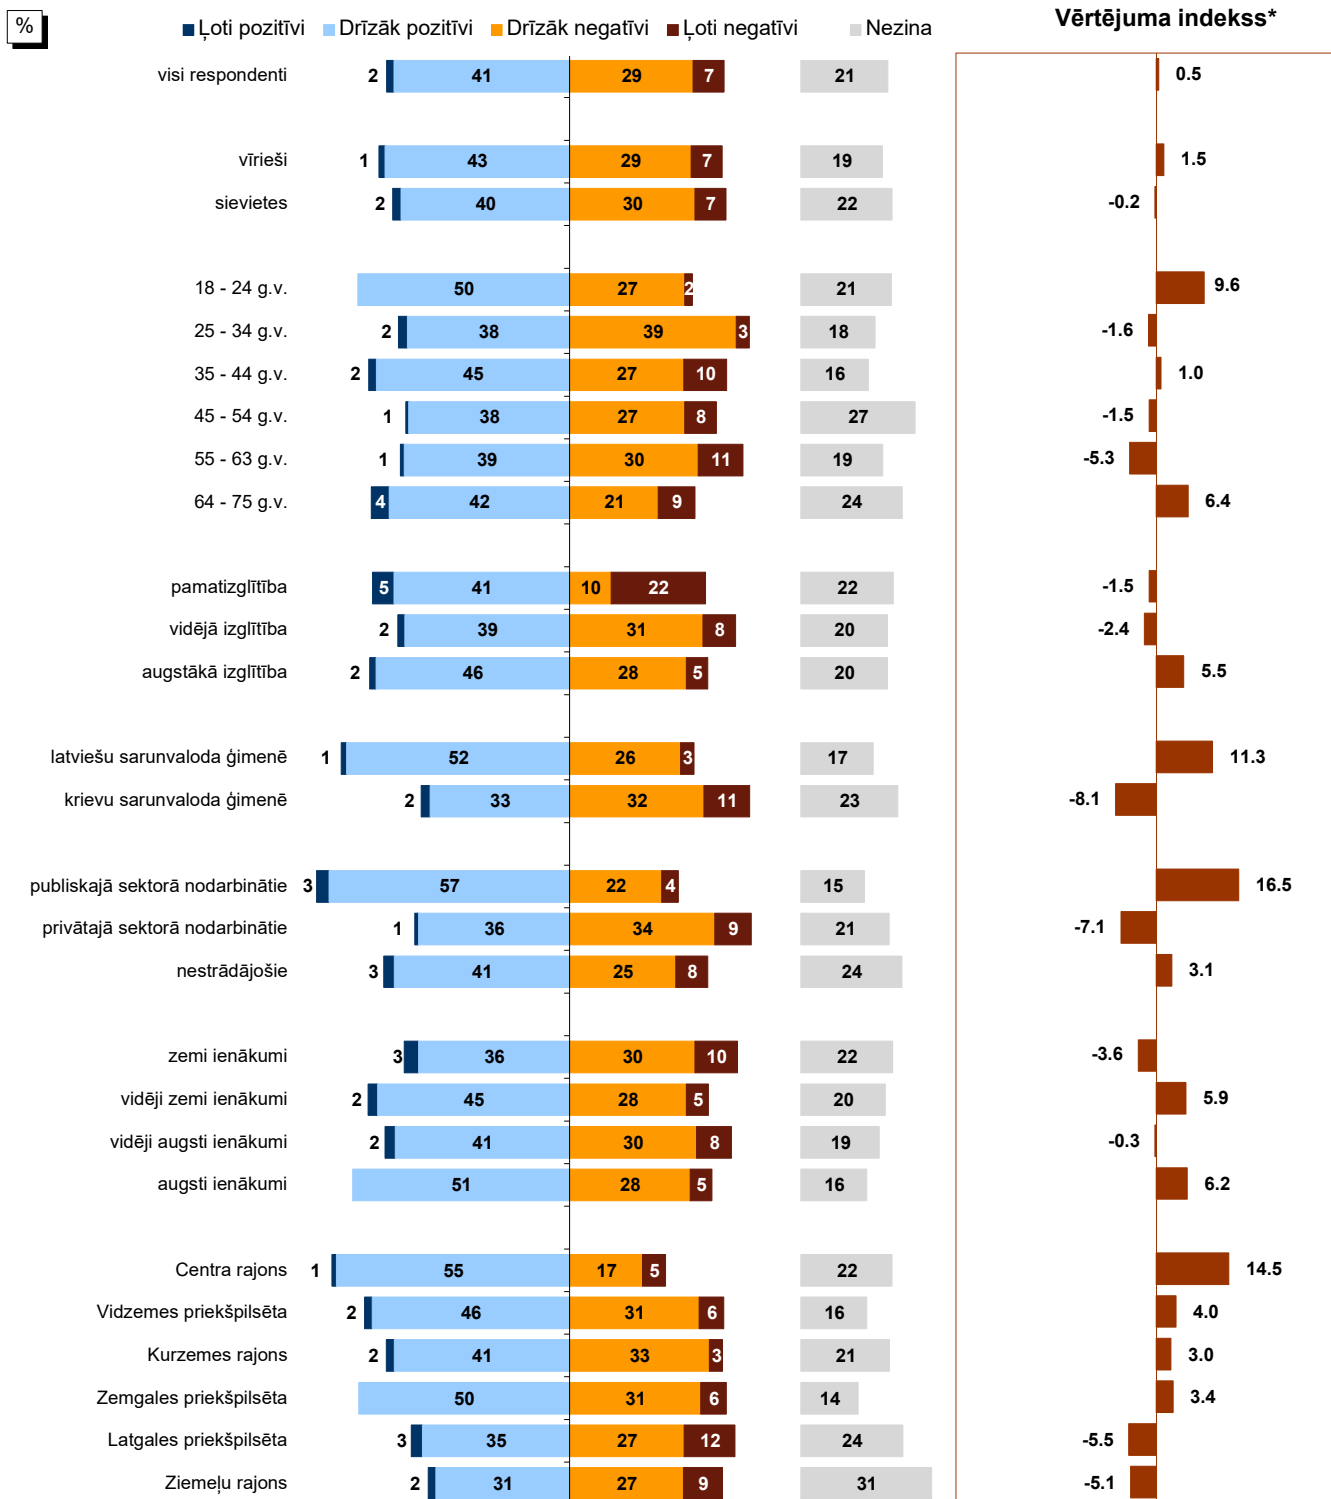 %
Ļoti pozitīvi Drīzāk pozitīvi Drīzāk negatīvi Ļoti negatīvi Nezina
Vērtējuma indekss*
visi respondenti 2 41 29 7 21 0.5
vīrieši 1 43 29 7 19 1.5
sievietes 2 40 30 7 22 -0.2
18 - 24 g.v. 50 27 2 21 9.6
25 - 34 g.v. 2 38 39 3 18 -1.6
35 - 44 g.v. 2 45 27 10 16 1.0
45 - 54 g.v. 1 38 27 8 27 -1.5
55 - 63 g.v. 1 39 30 11 19 -5.3
64 - 75 g.v. 4 42 21 9 24 6.4
pamatizglītība 5 41 10 22 22 -1.5
vidējā izglītība 2 39 31 8 20 -2.4
augstākā izglītība 2 46 28 5 20 5.5
latviešu sarunvaloda ģimenē 1 52 26 3 17 11.3
krievu sarunvaloda ģimenē 2 33 32 11 23 -8.1
publiskajā sektorā nodarbinātie 3 57 22 4 15 16.5
privātajā sektorā nodarbinātie 1 36 34 9 21 -7.1
nestrādājošie 3 41 25 8 24 3.1
zemi ienākumi 3 36 30 10 22 -3.6
vidēji zemi ienākumi 2 45 28 5 20 5.9
vidēji augsti ienākumi 2 41 30 8 19 -0.3
augsti ienākumi 51 28 5 16 6.2
Centra rajons 1 55 17 5 22 14.5
Vidzemes priekšpilsēta 2 46 31 6 16 4.0
Kurzemes rajons 2 41 33 3 21 3.0
Zemgales priekšpilsēta 50 31 6 14 3.4
Latgales priekšpilsēta 3 35 27 12 24 -5.5
Ziemeļu rajons 2 31 27 9 31 -5.1